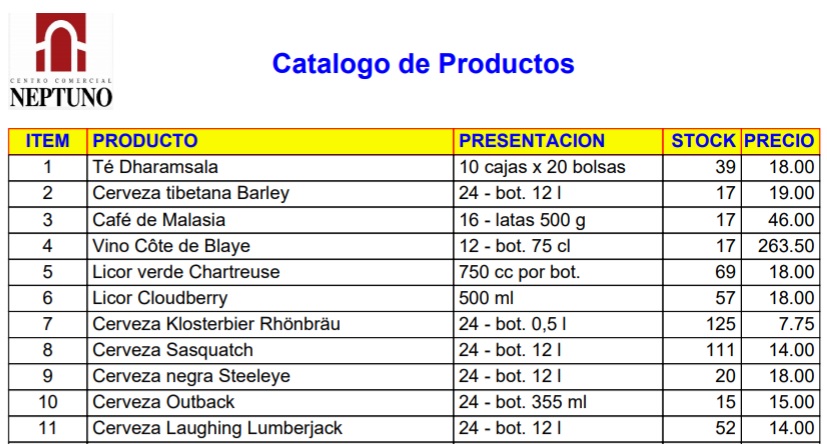 CENTRO COMERCIAL
NEPTUNO
Catalogo de Productos
ITEM PRODUCTO PRESENTACION STOCK PRECIO
1 Té Dharamsala 10 cajas x 20 bolsas 39 18.00
2 Cerveza tibetana Barley 24 - bot. 12 l 17 19.00
3 Café de Malasia 16 - latas 500 g 17 46.00
4 Vino Côte de Blaye 12 - bot. 75 cl 17 263.50
5 Licor verde Chartreuse 750 cc por bot. 69 18.00
6 Licor Cloudberry 500 ml 57 18.00
7 Cerveza Klosterbier Rhönbräu 24 - bot. 0,5 l 125 7.75
8 Cerveza Sasquatch 24 - bot. 12 l 111 14.00
9 Cerveza negra Steeleye 24 - bot. 12 l 20 18.00
10 Cerveza Outback 24 - bot. 355 ml 15 15.00
11 Cerveza Laughing Lumberjack 24 - bot. 12 l 52 14.00